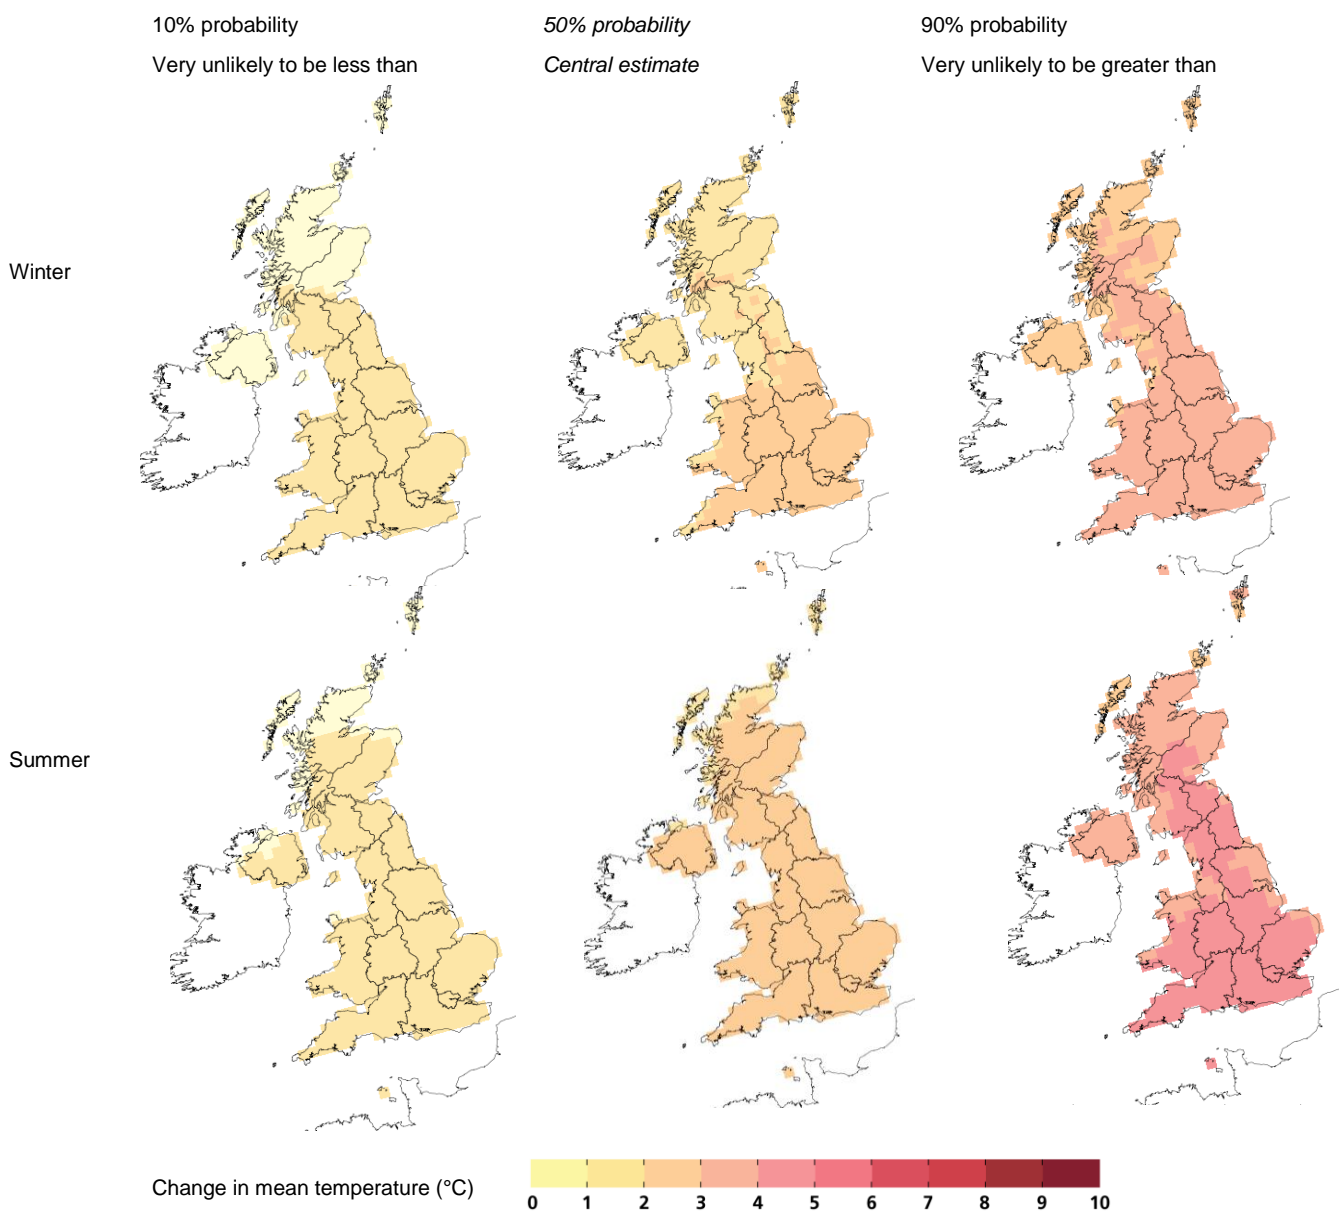 10% probability
50% probability
90% probability
Very unlikely to be less than
Central estimate
Very unlikely to be greater than
Winter
Summer
Change in mean temperature (°C)
0 1 2 3 4 5 6 7 8 9 10